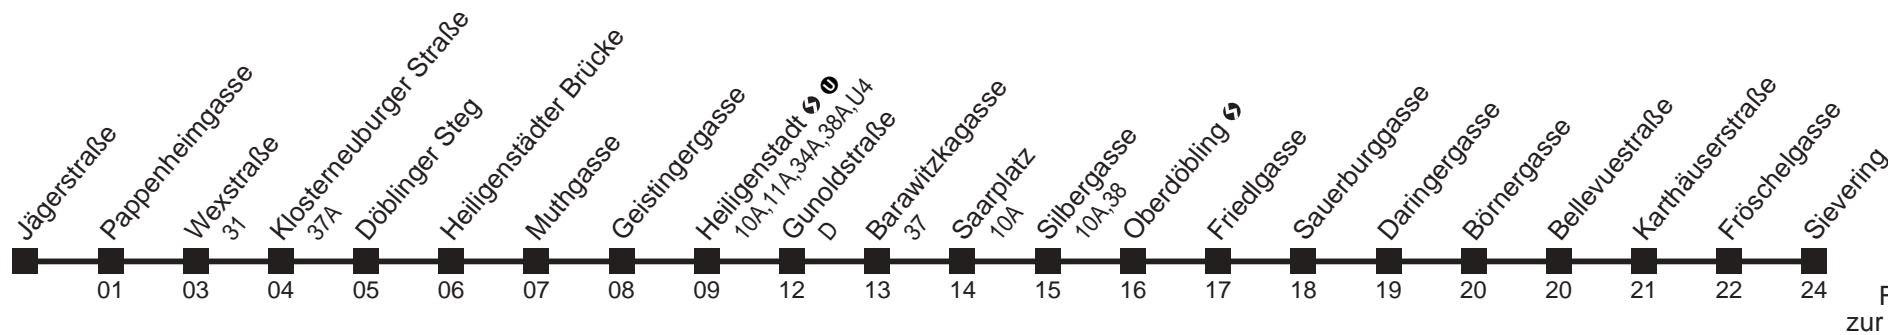 Jägerstraße
Pappenheimgasse
01
Wexstraße
31
03
Klosterneuburger Straße
37A
04
Döblinger Steg
05
Heiligenstädter Brücke
06
Muthgasse
07
Geistingergasse
08
Heiligenstadt S U
10A,11A,34A,38A,U4
09
Gunoldstraße
D
12
Barawitzkagasse
37
13
Saarplatz
10A
14
Silbergasse
10A,38
15
Oberdöbling S
16
Friedlgasse
17
Sauerburggasse
18
Daringergasse
19
Börnergasse
20
Bellevuestraße
20
Karthäuserstraße
21
Fröschelgasse
22
Sievering
24
F
zur